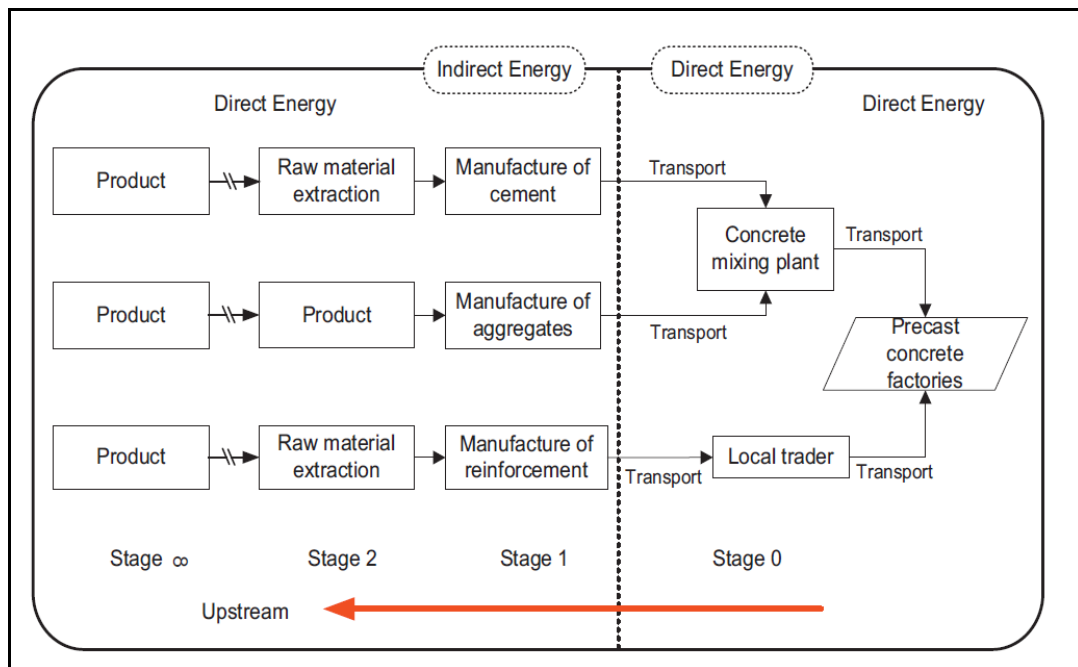 Indirect Energy
Direct Energy
Direct Energy
Direct Energy
Product
Raw material
extraction
Manufacture of
cement
Transport
Concrete
mixing plant
Transport
Product
Product
Manufacture of
aggregates
Transport
Precast
concrete
factories
Product
Raw material
extraction
Manufacture of
reinforcement
Transport
Local trader
Transport
Stage ∞
Stage 2
Stage 1
Stage 0
Upstream